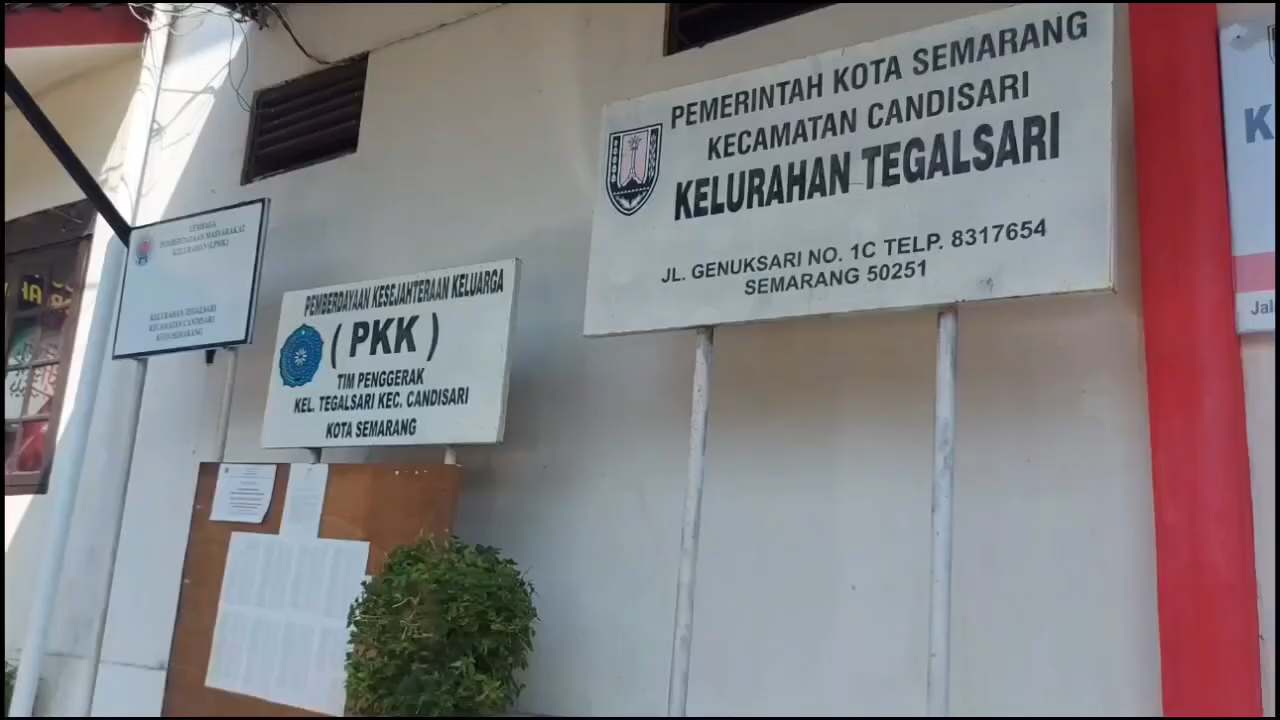 LEMBAGA
PEMBERDAYAAN MASYARAKAT
KELURAHAN (LPMK)
KELURAHAN TEGALSARI
KECAMATAN CANDISARI
KOTA SEMARANG
PEMBERDAYAAN KESEJAHTERAAN KELUARGA
( PKK )
TIM PENGGERAK
KEL. TEGALSARI KEC. CANDISARI
KOTA SEMARANG
PEMERINTAH KOTA SEMARANG
KECAMATAN CANDISARI
KELURAHAN TEGALSARI
JL. GENUKSARI NO. 1C TELP. 8317654
SEMARANG 50251
K
Jal